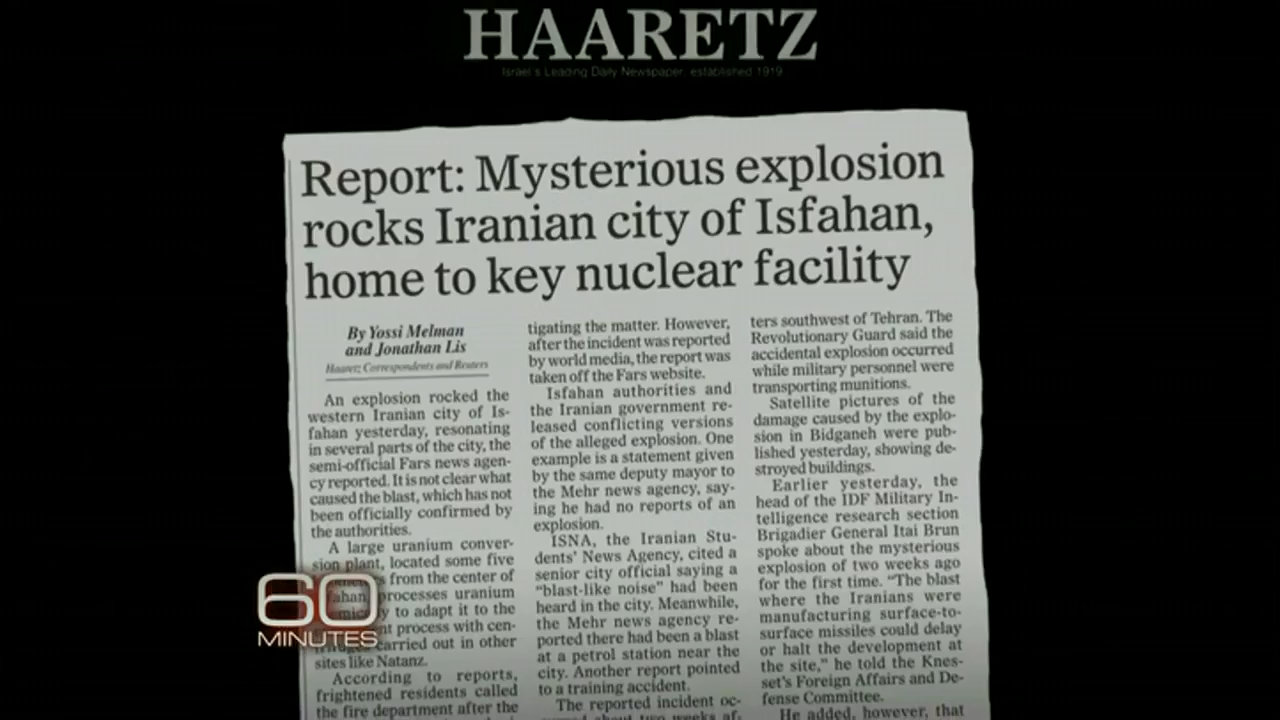 HAARETZ
Israel's Leading Daily Newspaper, established 1919
Report: Mysterious explosion
rocks Iranian city of Isfahan,
home to key nuclear facility
By Yossi Melman
and Jonathan Lis
Haaretz Correspondents and Reuters
An explosion rocked the
western Iranian city of Is-
fahan yesterday, resonating
in several parts of the city, the
semi-official Fars news agen-
cy reported. It is not clear what
caused the blast, which has not
been officially confirmed by
the authorities.
A large uranium conver-
sion plant, located some five
from the center of
processes uranium
to adapt it to the
process with cen-
carried out in other
sites like Natanz.
According to reports,
frightened residents called
the fire department after the
tigating the matter. However,
after the incident was reported
by world media, the report was
taken off the Fars website.
Isfahan authorities and
the Iranian government re-
leased conflicting versions
of the alleged explosion. One
example is a statement given
by the same deputy mayor to
the Mehr news agency, say-
ing he had no reports of an
explosion.
ISNA, the Iranian Stu-
dents' News Agency, cited a
senior city official saying a
"blast-like noise" had been
heard in the city. Meanwhile,
the Mehr news agency re-
ported there had been a blast
at a petrol station near the
city. Another report pointed
to a training accident.
The reported incident oc-
about two weeks af-
ters southwest of Tehran. The
Revolutionary Guard said the
accidental explosion occurred
while military personnel were
transporting munitions.
Satellite pictures of the
damage caused by the explo-
sion in Bidganeh were pub-
lished yesterday, showing de-
stroyed buildings.
Earlier yesterday, the
head of the IDF Military In-
telligence research section
Brigadier General Itai Brun
spoke about the mysterious
explosion of two weeks ago
for the first time. "The blast
where the Iranians were
manufacturing surface-to-
surface missiles could delay
or halt the development at
the site," he told the Knes-
set's Foreign Affairs and De-
fense Committee.
He added, however, that
60
MINUTES